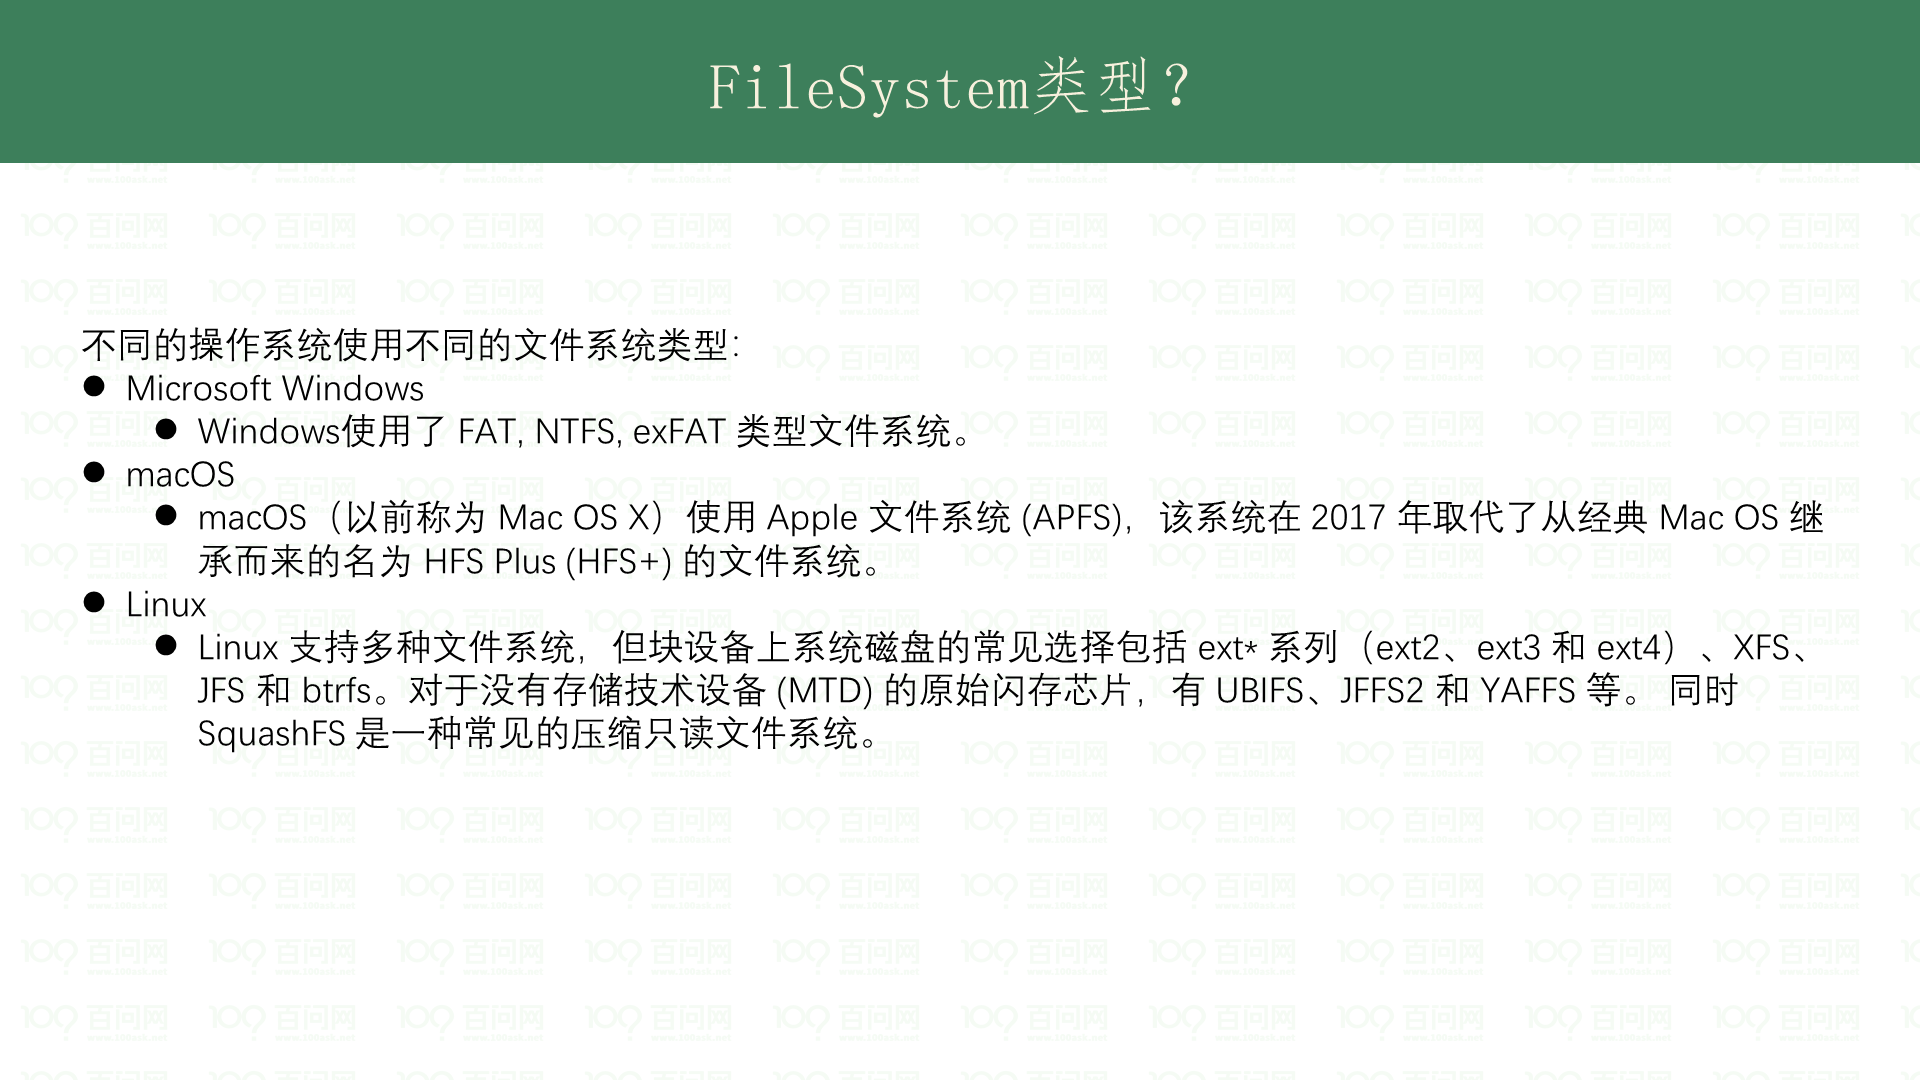 FileSystem类型？
不同的操作系统使用不同的文件系统类型：
● Microsoft Windows
● Windows使用了 FAT, NTFS, exFAT 类型文件系统。
● macOS
● macOS（以前称为 Mac OS X）使用 Apple 文件系统 (APFS)，该系统在 2017 年取代了从经典 Mac OS 继
承而来的名为 HFS Plus (HFS+) 的文件系统。
● Linux
● Linux 支持多种文件系统，但块设备上系统磁盘的常见选择包括 ext* 系列（ext2、ext3 和 ext4）、XFS、
JFS 和 btrfs。对于没有存储技术设备 (MTD) 的原始闪存芯片，有 UBIFS、JFFS2 和 YAFFS 等。 同时
SquashFS 是一种常见的压缩只读文件系统。
百问网
www.100ask.net